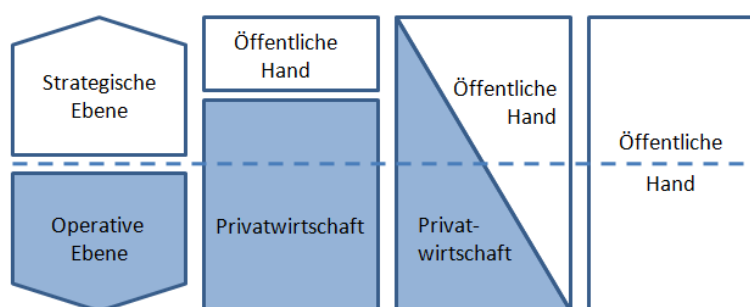 Strategische
Ebene
Operative
Ebene
Öffentliche
Hand
Privatwirtschaft
Öffentliche
Hand
Privat-
wirtschaft
Öffentliche
Hand